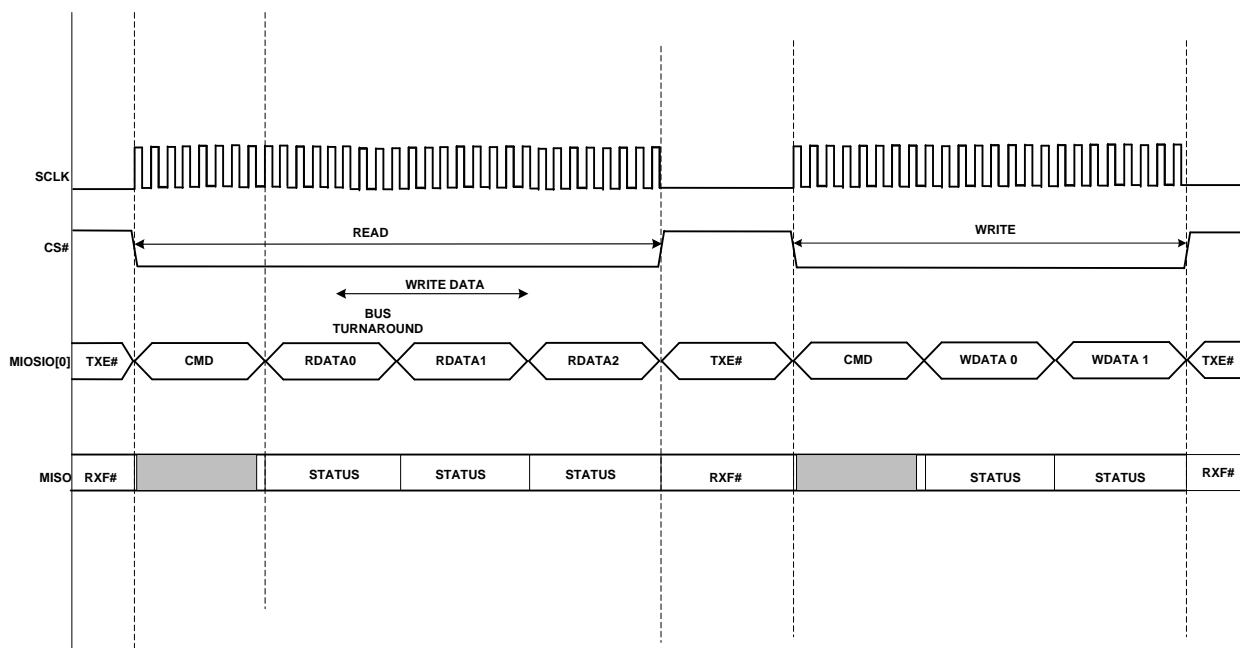 SCLK
CS#
READ
WRITE
WRITE DATA
BUS
TURNAROUND
MIOSIO[0] TXE# CMD RDATA0 RDATA1 RDATA2 TXE# CMD WDATA 0 WDATA 1 TXE#
MISO RXF# STATUS STATUS STATUS RXF# STATUS STATUS RXF#